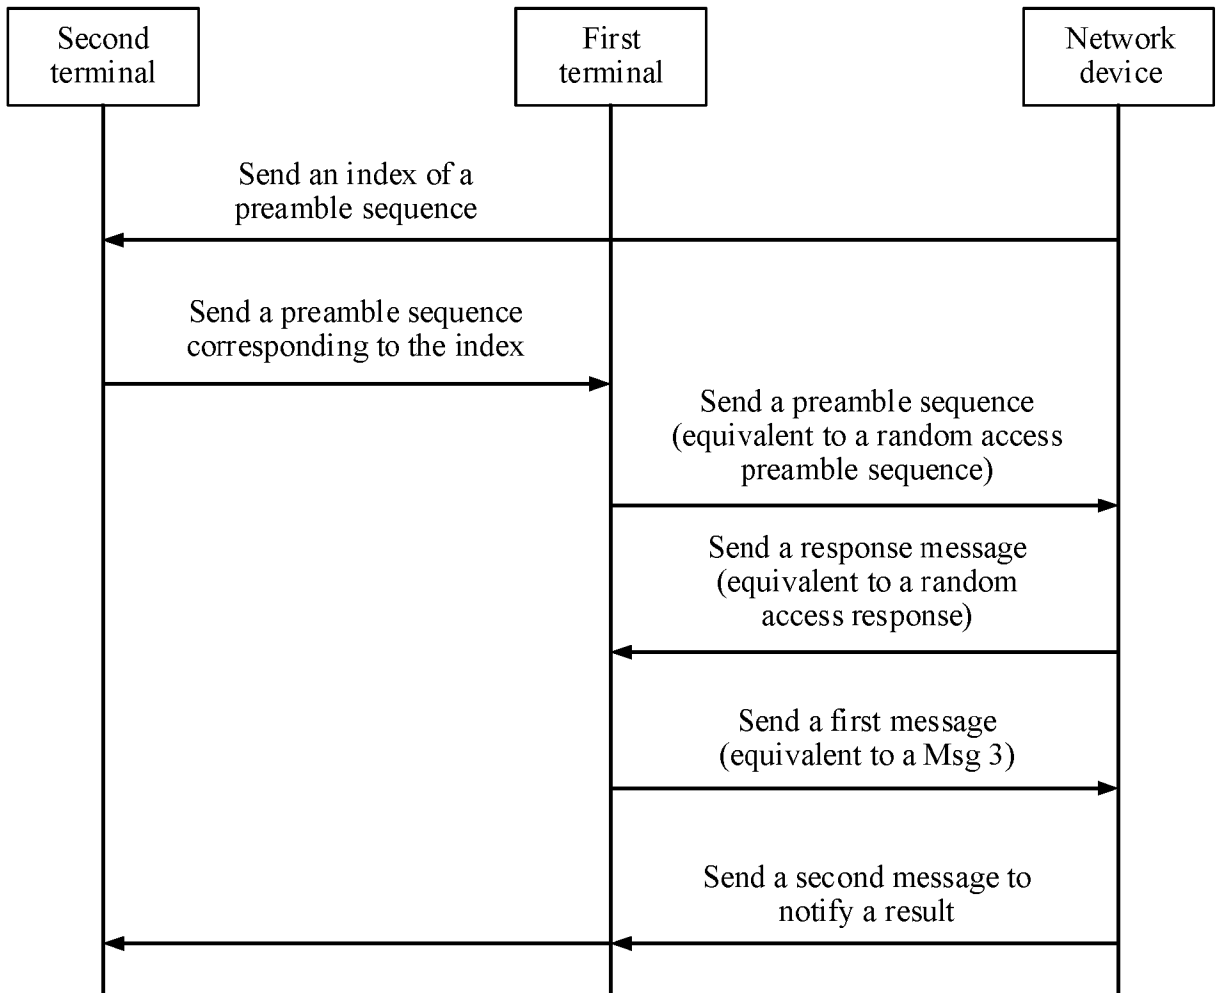 Second
terminal
First
terminal
Network
device
Send an index of a
preamble sequence
Send a preamble sequence
corresponding to the index
Send a preamble sequence
(equivalent to a random access
preamble sequence)
Send a response message
(equivalent to a random
access response)
Send a first message
(equivalent to a Msg 3)
Send a second message to
notify a result